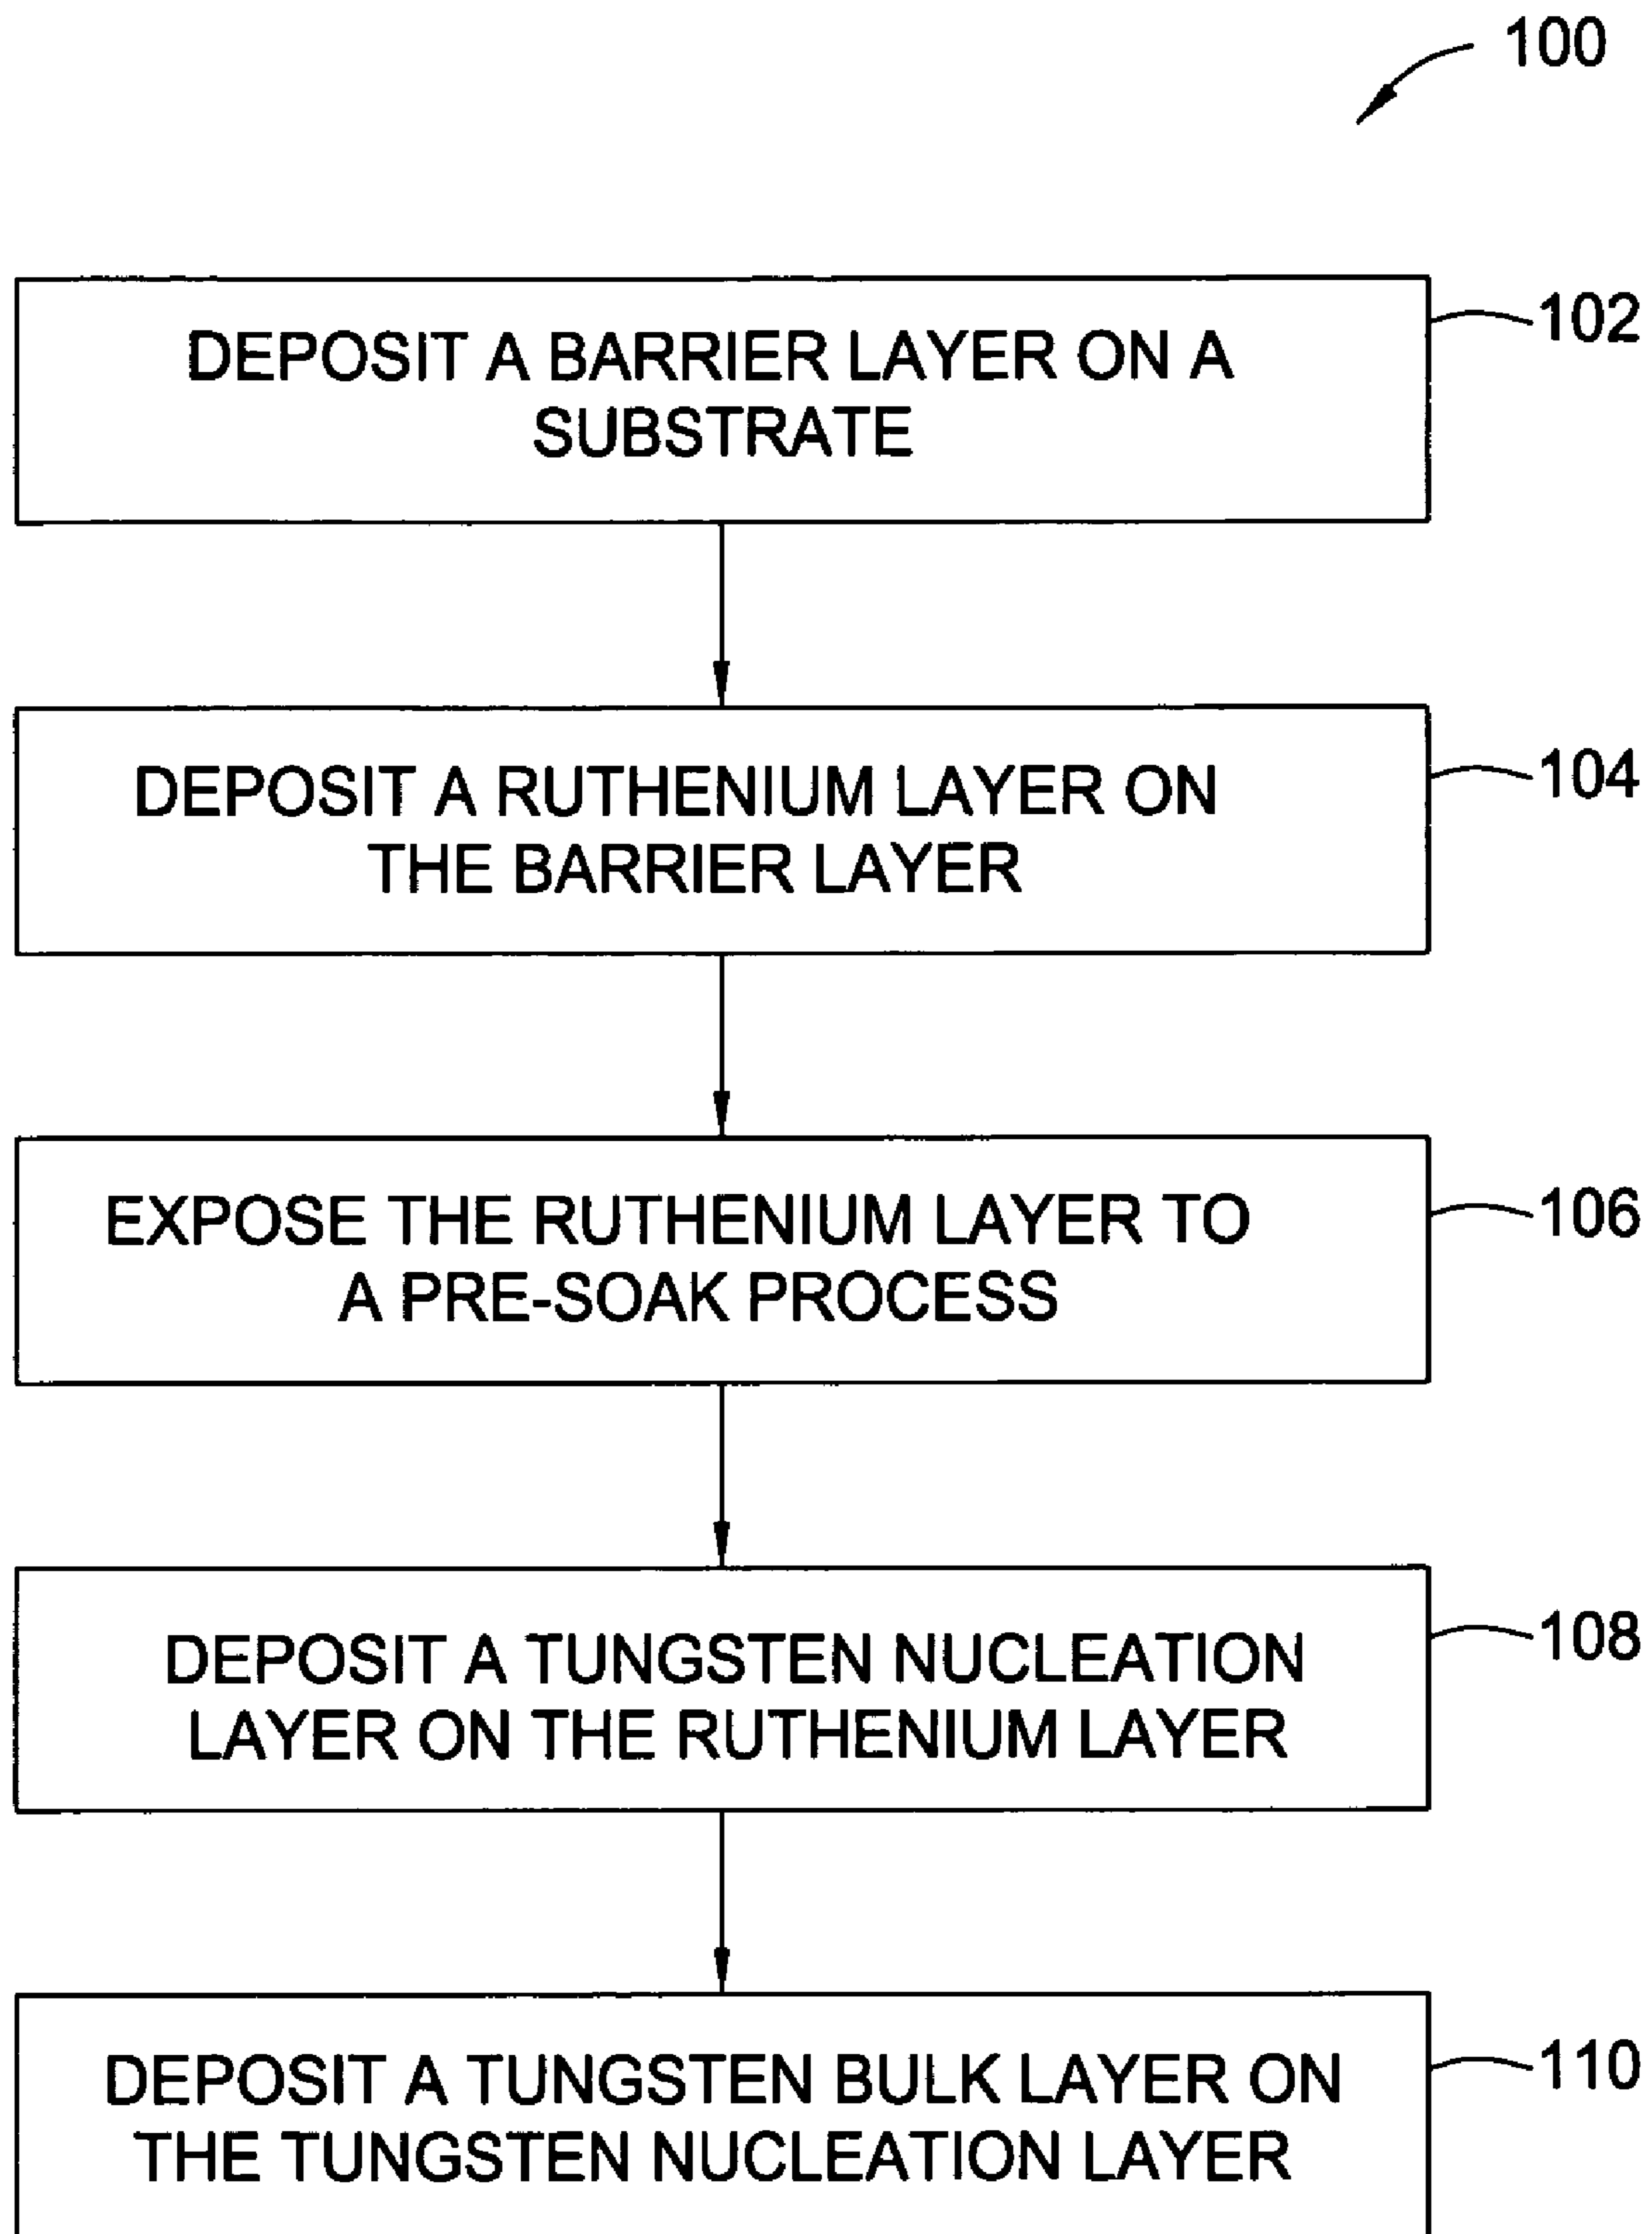 100
DEPOSIT A BARRIER LAYER ON A
SUBSTRATE
102
DEPOSIT A RUTHENIUM LAYER ON
THE BARRIER LAYER
104
EXPOSE THE RUTHENIUM LAYER TO
A PRE-SOAK PROCESS
106
DEPOSIT A TUNGSTEN NUCLEATION
LAYER ON THE RUTHENIUM LAYER
108
DEPOSIT A TUNGSTEN BULK LAYER ON
THE TUNGSTEN NUCLEATION LAYER
110